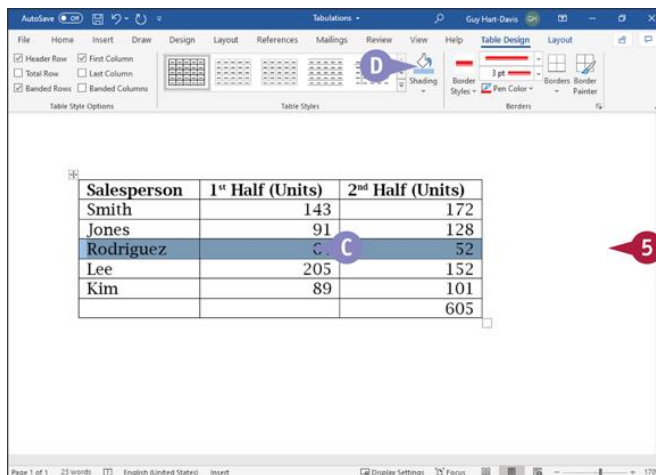 AutoSave Off Tabulations Guy Hart-Davis GH
File Home Insert Draw Design Layout References Mailings Review View Help Table Design Layout
Header Row First Column
Total Row Last Column
Banded Rows Banded Columns
Table Style Options
Table Styles
Shading
Border Styles
3 pt
Pen Color
Borders
Border Painter
Borders
D
Salesperson 1st Half (Units) 2nd Half (Units)
Smith 143 172
Jones 91 128
Rodriguez 52
C
5
Lee 205 152
Kim 89 101
605
Page 1 of 1 23 words English (United States) Insert Display Settings Focus 170